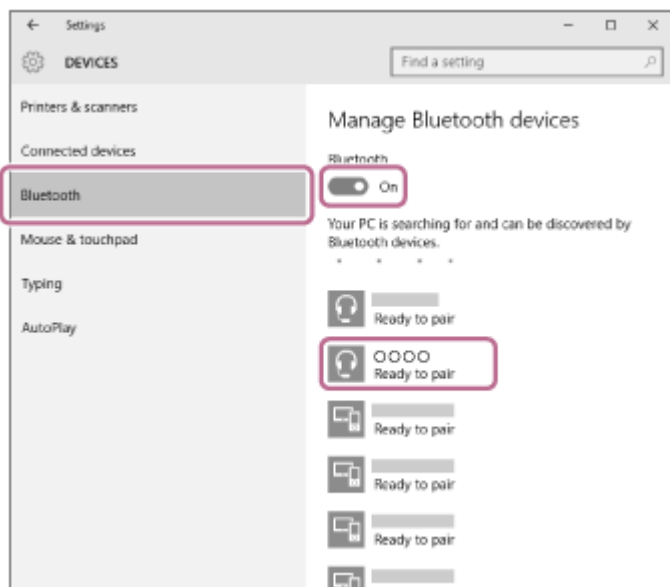 Settings
DEVICES
Find a setting
Printers & scanners
Connected devices
Bluetooth
Mouse & touchpad
Typing
AutoPlay
Manage Bluetooth devices
Bluetooth
On
Your PC is searching for and can be discovered by
Bluetooth devices.
Ready to pair
OOOO
Ready to pair
Ready to pair
Ready to pair
Ready to pair